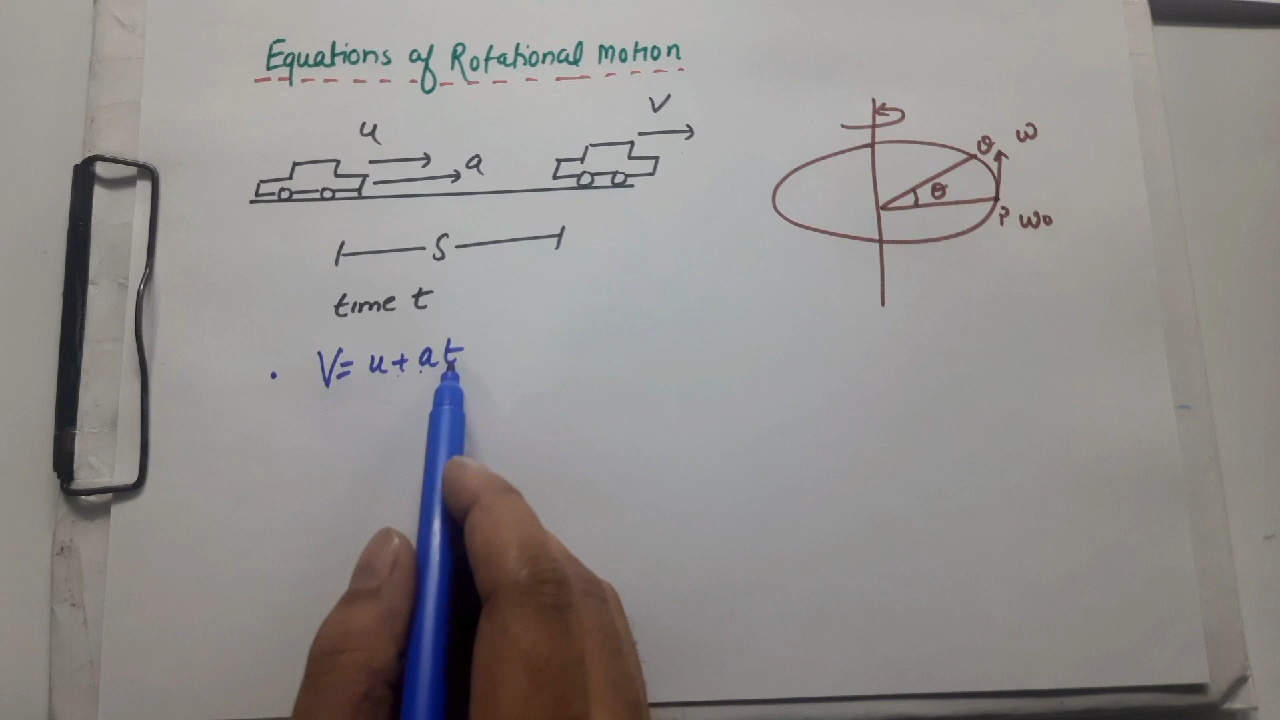 Equations of Rotational Motion
u
a
V
S
time t
. V= u+ at
Q
ω
θ
P ω₀